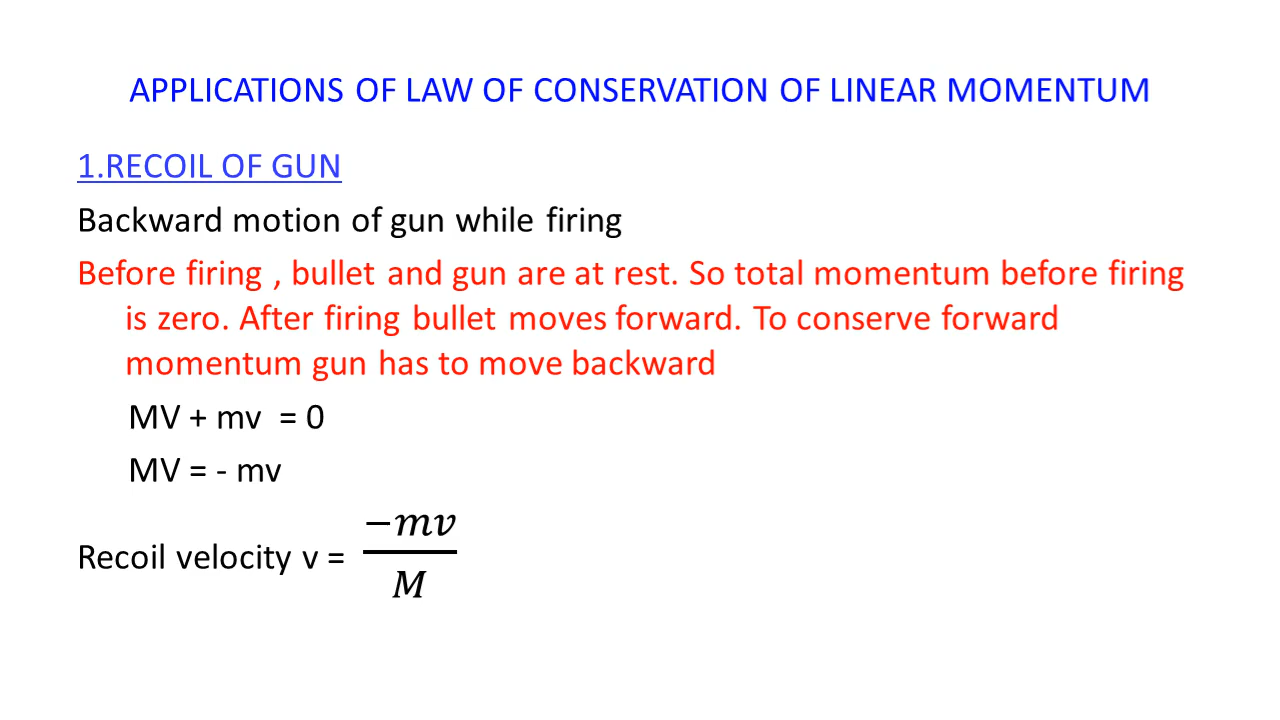 APPLICATIONS OF LAW OF CONSERVATION OF LINEAR MOMENTUM
1.RECOIL OF GUN
Backward motion of gun while firing
Before firing , bullet and gun are at rest. So total momentum before firing
is zero. After firing bullet moves forward. To conserve forward
momentum gun has to move backward
MV + mv = 0
MV = - mv
Recoil velocity v = −mv / M